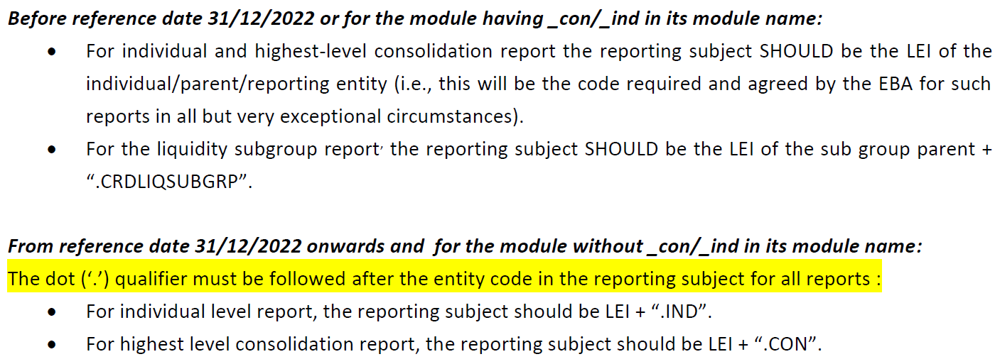 Before reference date 31/12/2022 or for the module having _con/_ind in its module name:
• For individual and highest-level consolidation report the reporting subject SHOULD be the LEI of the
individual/parent/reporting entity (i.e., this will be the code required and agreed by the EBA for such
reports in all but very exceptional circumstances).
• For the liquidity subgroup report, the reporting subject SHOULD be the LEI of the sub group parent +
“.CRDLIQSUBGRP”.
From reference date 31/12/2022 onwards and for the module without _con/_ind in its module name:
The dot (‘.’) qualifier must be followed after the entity code in the reporting subject for all reports :
• For individual level report, the reporting subject should be LEI + “.IND”.
• For highest level consolidation report, the reporting subject should be LEI + “.CON”.